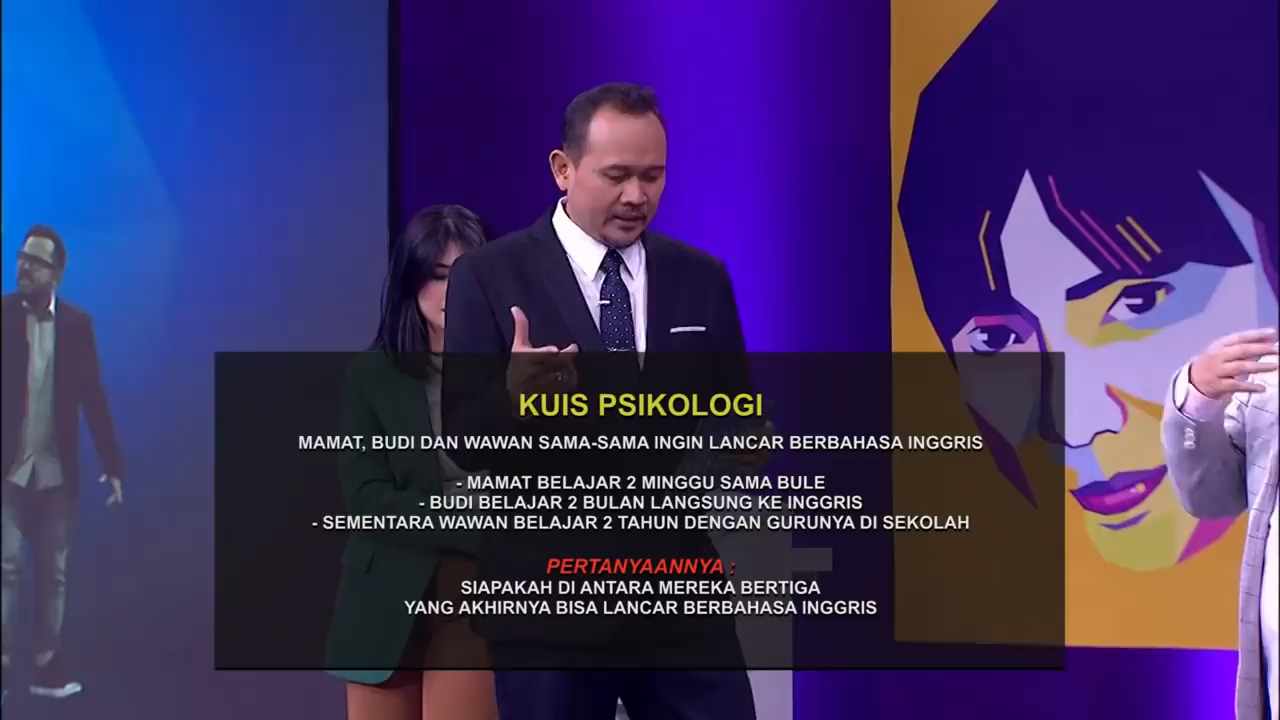 KUIS PSIKOLOGI
MAMAT, BUDI DAN WAWAN SAMA-SAMA INGIN LANCAR BERBAHASA INGGRIS
- MAMAT BELAJAR 2 MINGGU SAMA BULE
- BUDI BELAJAR 2 BULAN LANGSUNG KE INGGRIS
- SEMENTARA WAWAN BELAJAR 2 TAHUN DENGAN GURUNYA DI SEKOLAH
PERTANYAANNYA :
SIAPAKAH DI ANTARA MEREKA BERTIGA
YANG AKHIRNYA BISA LANCAR BERBAHASA INGGRIS